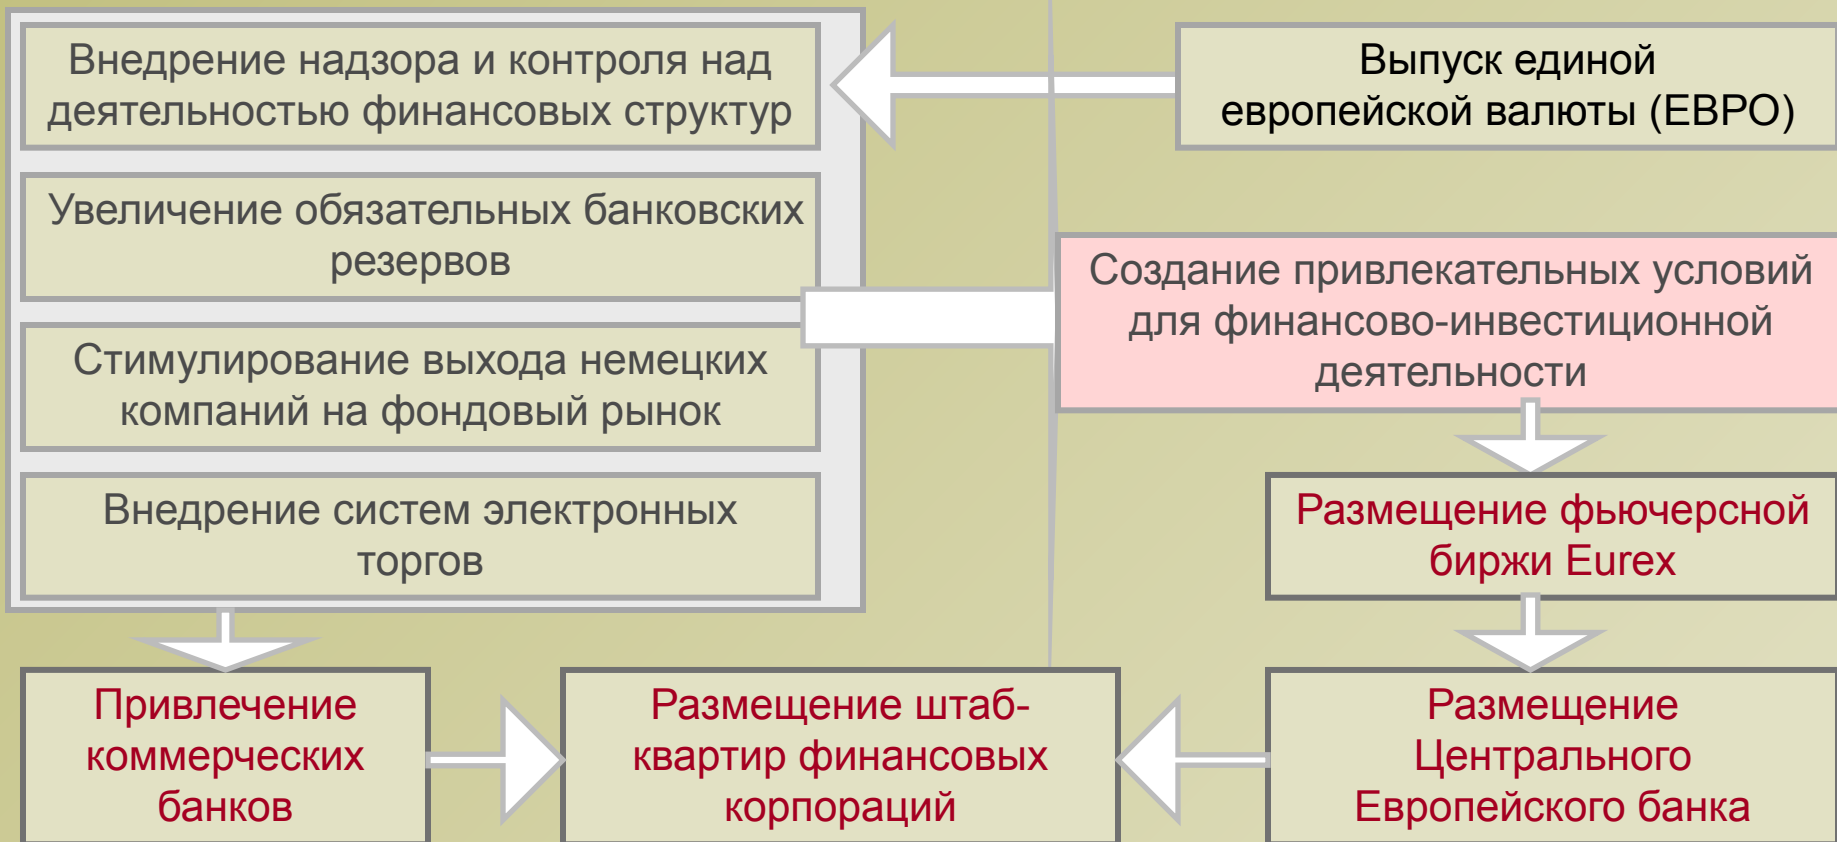 Внедрение надзора и контроля над
деятельностью финансовых структур
Увеличение обязательных банковских
резервов
Стимулирование выхода немецких
компаний на фондовый рынок
Внедрение систем электронных
торгов
Выпуск единой
европейской валюты (ЕВРО)
Создание привлекательных условий
для финансово-инвестиционной
деятельности
Размещение фьючерсной
биржи Eurex
Привлечение
коммерческих
банков
Размещение штаб-
квартир финансовых
корпораций
Размещение
Центрального
Европейского банка